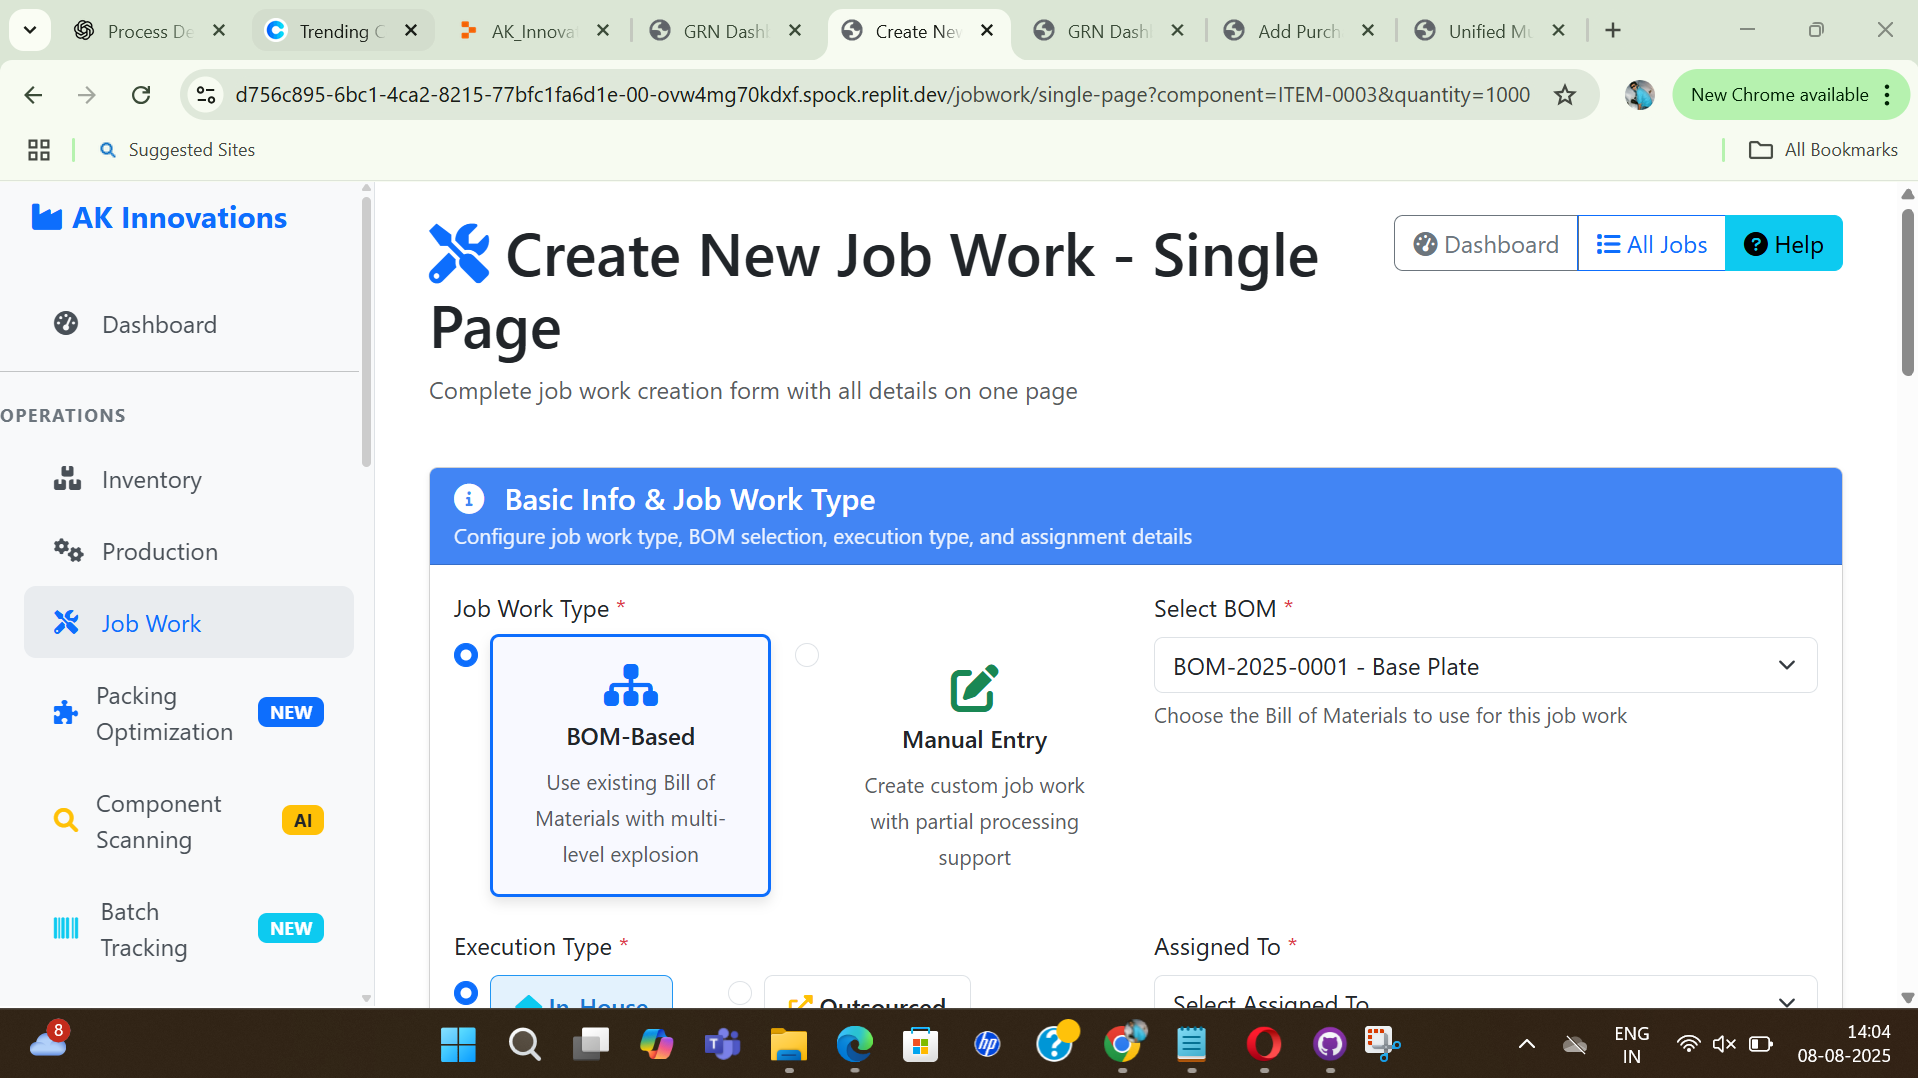 Process De
Trending C
AK_Innova
GRN Dash
Create New
GRN Dash
Add Purch
Unified Mu
d756c895-6bc1-4ca2-8215-77bfc1fa6d1e-00-ovw4mg70kdxf.spock.replit.dev/jobwork/single-page?component=ITEM-0003&quantity=1000
New Chrome available
Suggested Sites
All Bookmarks
AK Innovations
Dashboard
OPERATIONS
Inventory
Production
Job Work
Packing
Optimization
NEW
Component
Scanning
AI
Batch
Tracking
NEW
Create New Job Work - Single
Page
Dashboard
All Jobs
Help
Complete job work creation form with all details on one page
Basic Info & Job Work Type
Configure job work type, BOM selection, execution type, and assignment details
Job Work Type *
BOM-Based
Use existing Bill of
Materials with multi-
level explosion
Manual Entry
Create custom job work
with partial processing
support
Select BOM *
BOM-2025-0001 - Base Plate
Choose the Bill of Materials to use for this job work
Execution Type *
In-House
Outsourced
Assigned To *
Select Assigned To
8
hp
ENG
IN
14:04
08-08-2025